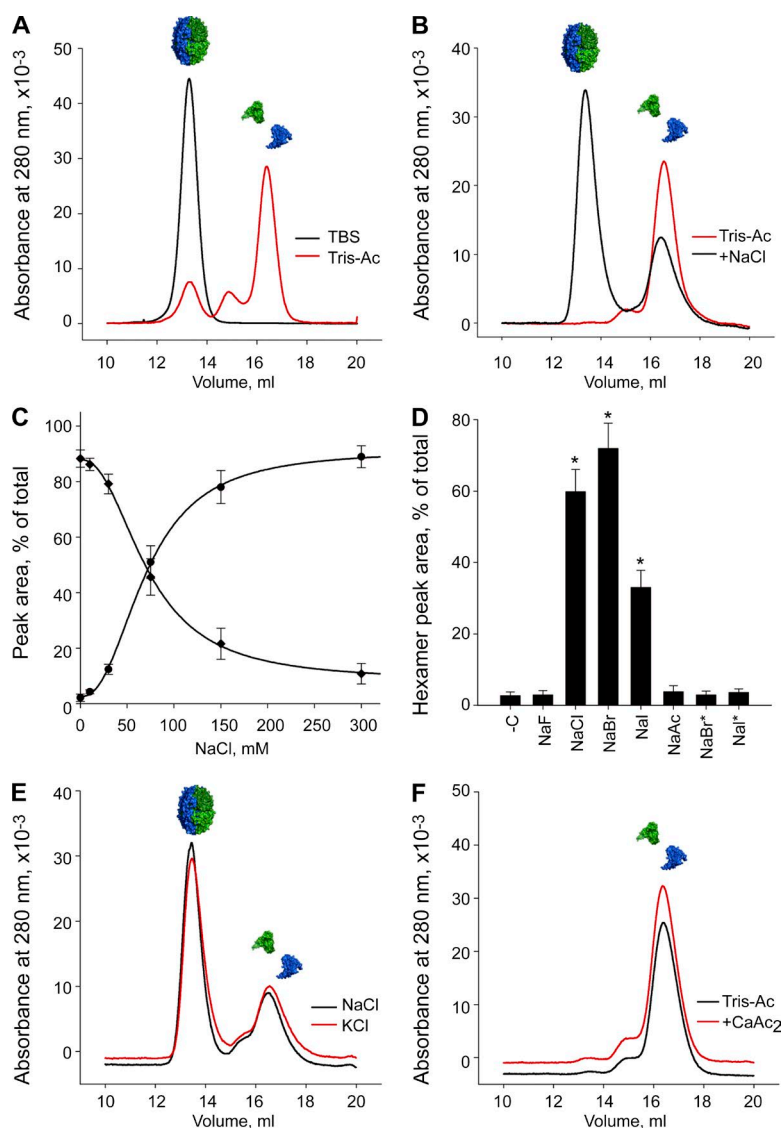 A
Absorbance at 280 nm, x10-3
50
40
30
20
10
0
TBS
Tris-Ac
10 12 14 16 18 20
Volume, ml
B
Absorbance at 280 nm, x10-3
40
30
20
10
0
Tris-Ac
+NaCl
10 12 14 16 18 20
Volume, ml
C
Peak area, % of total
100
80
60
40
20
0
0 50 100 150 200 250 300
NaCl, mM
D
Hexamer peak area, % of total
80
60
40
20
0
* * *
-C NaF NaCl NaBr NaI NaAc NaBr* NaI*
E
Absorbance at 280 nm, x10-3
40
30
20
10
0
NaCl
KCl
10 12 14 16 18 20
Volume, ml
F
Absorbance at 280 nm, x10-3
50
40
30
20
10
0
Tris-Ac
+CaAc2
10 12 14 16 18 20
Volume, ml